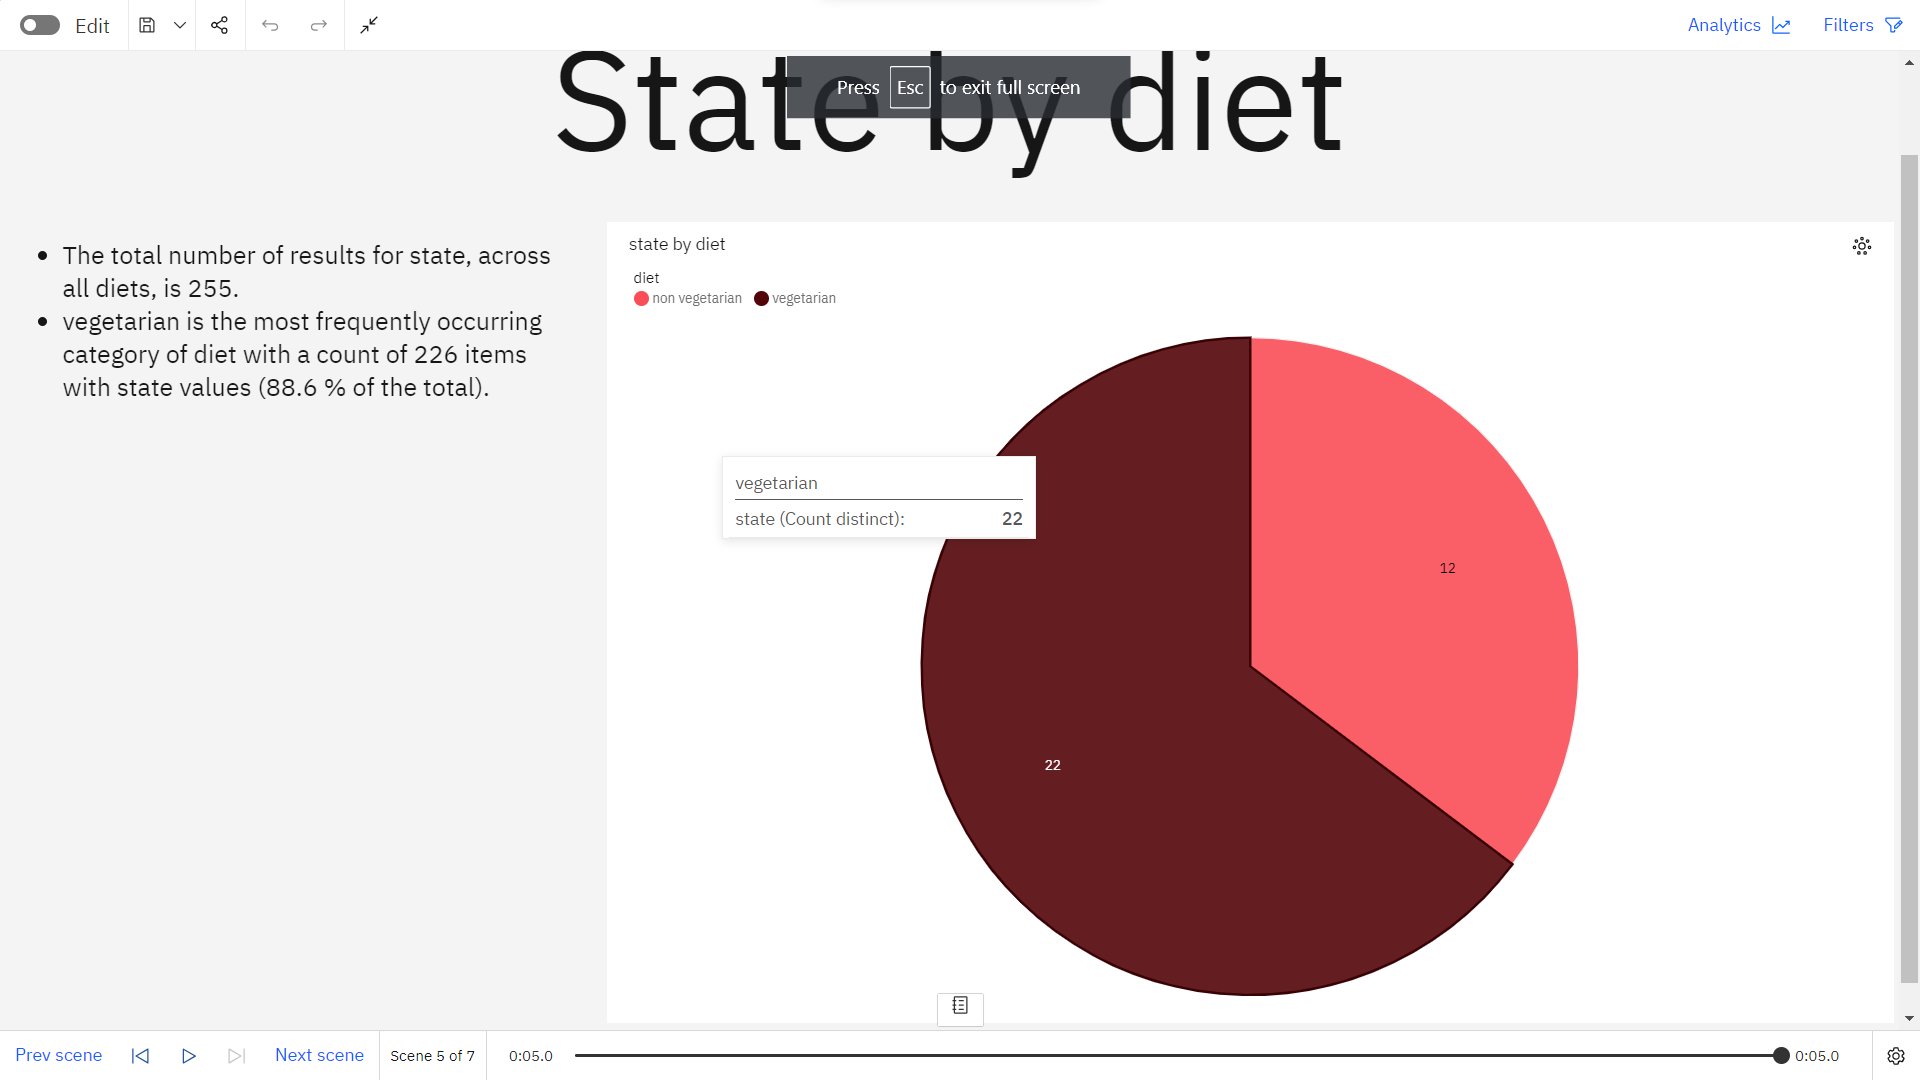 Edit
Analytics
Filters
State by diet
Press Esc to exit full screen
The total number of results for state, across
all diets, is 255.
vegetarian is the most frequently occurring
category of diet with a count of 226 items
with state values (88.6 % of the total).
state by diet
diet
non vegetarian vegetarian
vegetarian
state (Count distinct): 22
12
22
Prev scene
Next scene
Scene 5 of 7
0:05.0
0:05.0